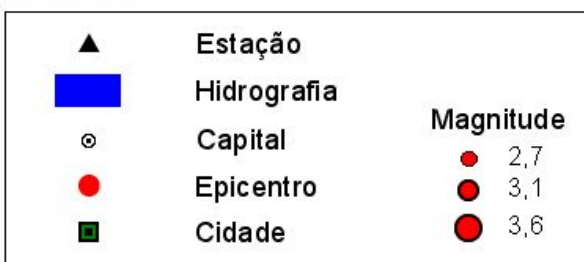 Estação
Hidrografia
Capital
Epicentro
Cidade
Magnitude
2,7
3,1
3,6